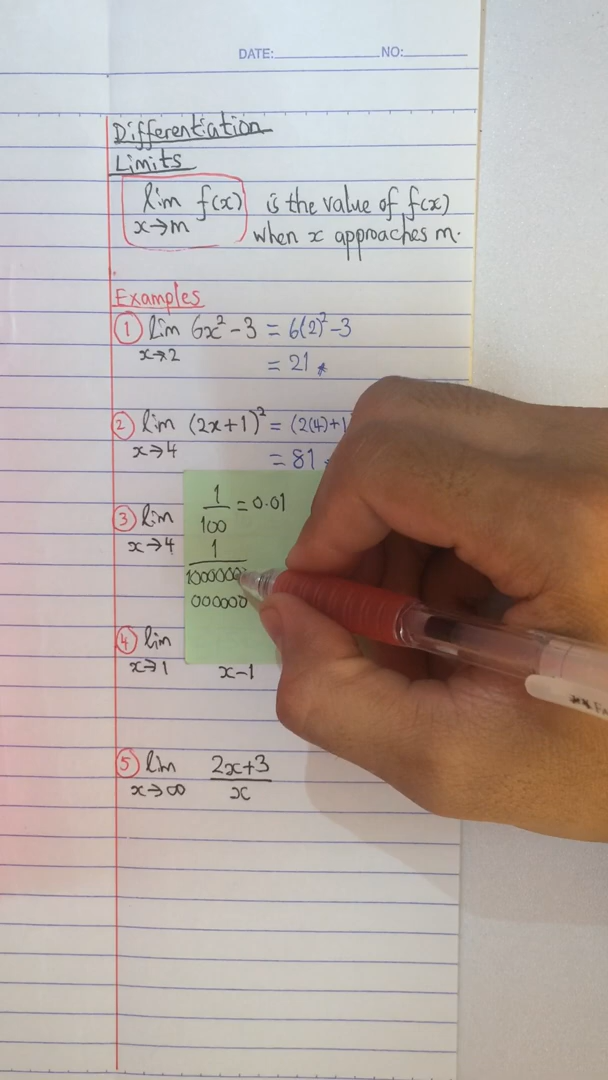 DATE: NO:
Differentiation
Limits
lim f(x) is the value of f(x)
x→m when x approaches m.
Examples
① lim 6x² - 3 = 6(2)² - 3
x→2 = 21
② lim (2x+1)² = (2(4)+1
x→4 = 81
③ lim
x→4
1/100 = 0.01
1
1000000
000000
④ lim
x→1 x-1
⑤ lim 2x+3
x→∞ x